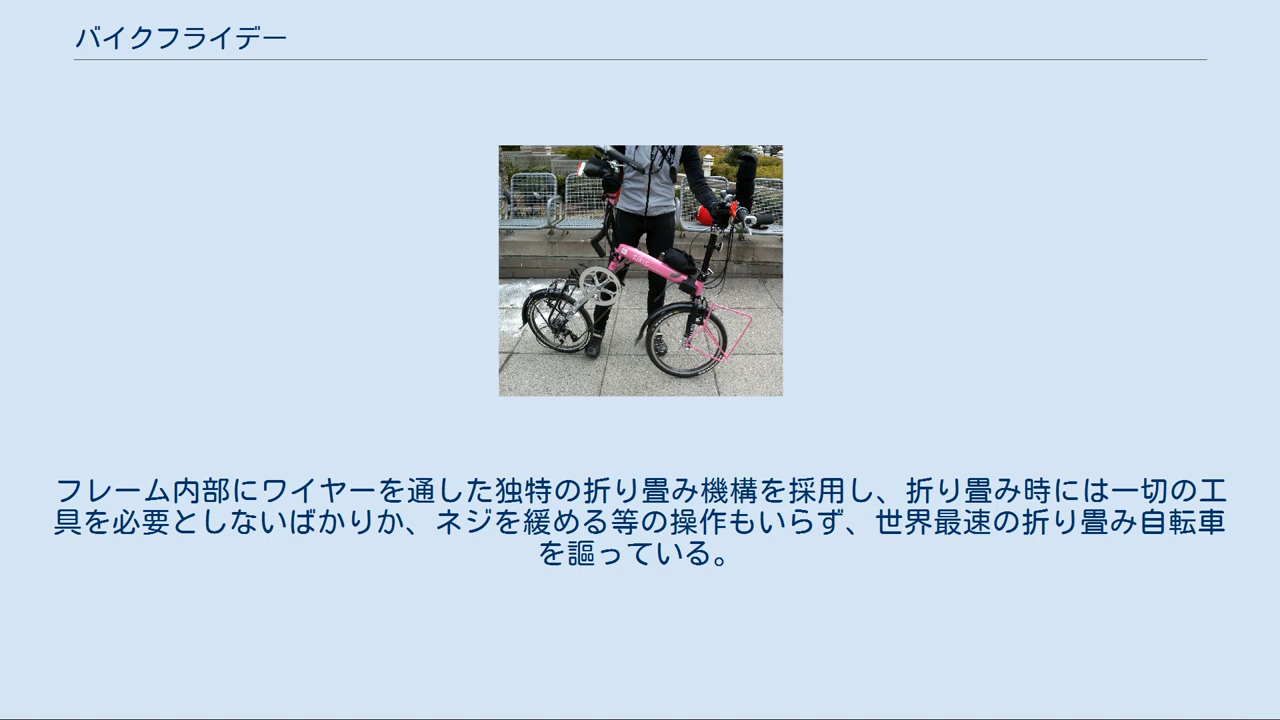 バイクフライデー
フレーム内部にワイヤーを通した独特の折り畳み機構を採用し、折り畳み時には一切の工
具を必要としないばかりか、ネジを緩める等の操作もいらず、世界最速の折り畳み自転車
を謳っている。